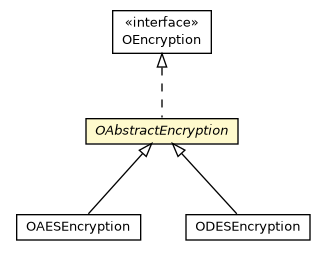 «interface»
OEncryption
OAbstractEncryption
OAESEncryption
ODESEncryption